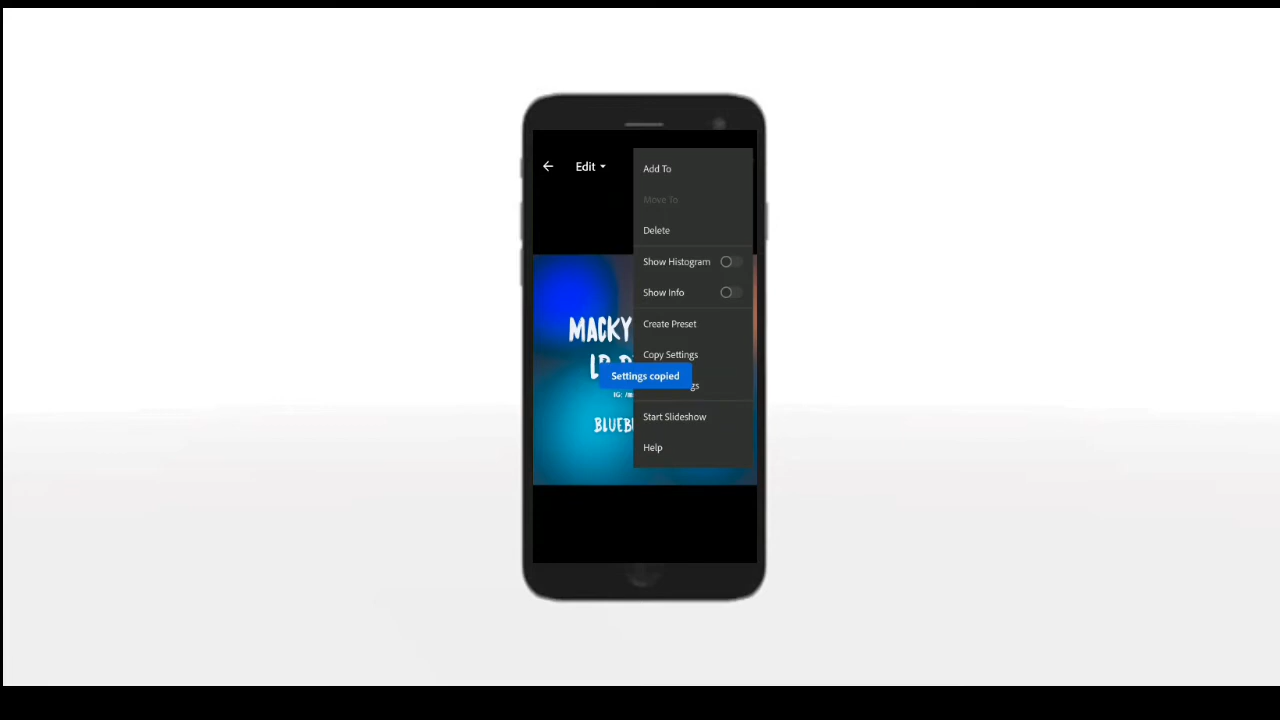 Edit
Add To
Move To
Delete
Show Histogram
Show Info
Create Preset
Copy Settings
Settings copied
Start Slideshow
Help
MACKY
IG: